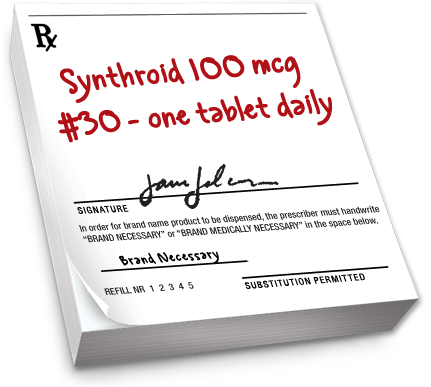 Rx
Synthroid 100 mcg
#30 - one tablet daily
SIGNATURE
In order for brand name product to be dispensed, the prescriber must handwrite
“BRAND NECESSARY” or “BRAND MEDICALLY NECESSARY” in the space below.
Brand Necessary
REFILL NR 1 2 3 4 5
SUBSTITUTION PERMITTED